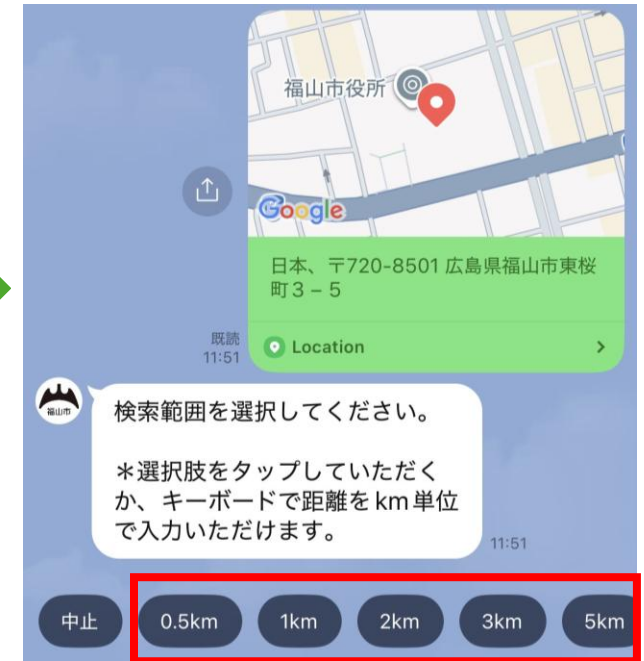 福山市役所
Google
日本、〒720-8501 広島県福山市東桜
町3 – 5
既読
11:51
Location
福山市
検索範囲を選択してください。
＊選択肢をタップしていただく
か、キーボードで距離をkm単位
で入力いただけます。
11:51
中止
0.5km
1km
2km
3km
5km